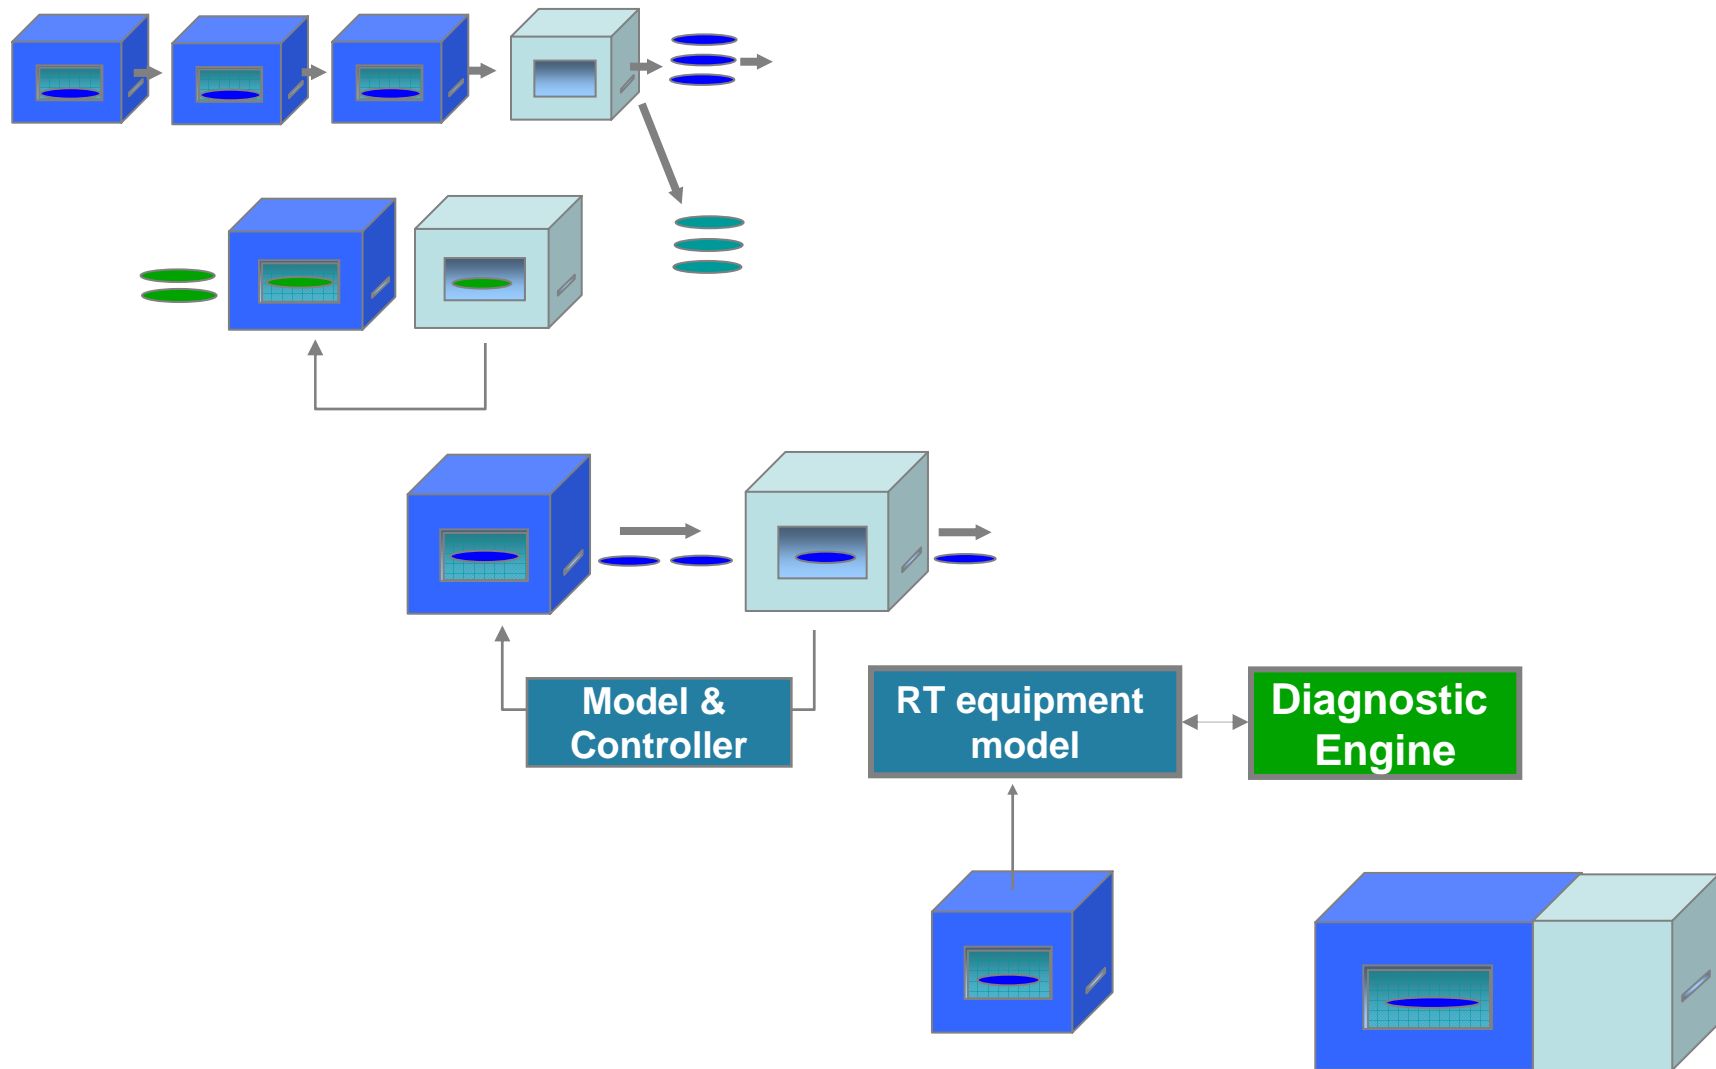 Model &
Controller
RT equipment
model
Diagnostic
Engine